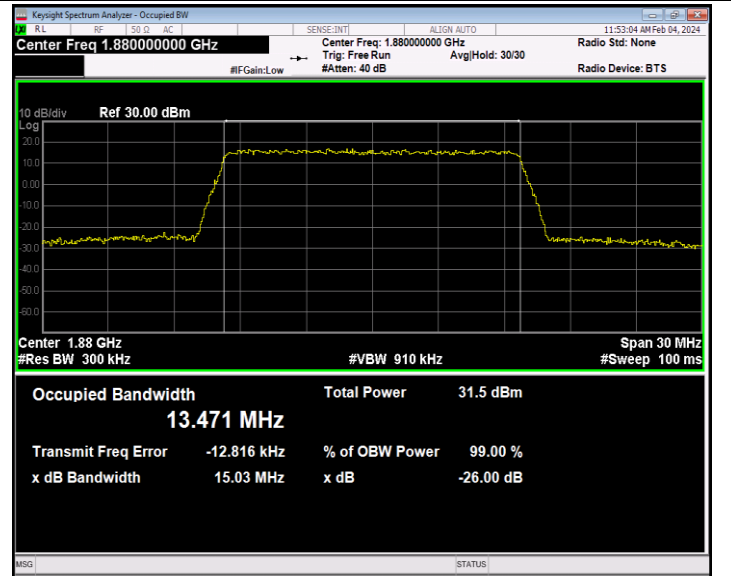 Keysight Spectrum Analyzer - Occupied BW
RL RF 50 Ω AC SENSE:INT ALIGN AUTO 11:53:04 AM Feb 04, 2024
Center Freq 1.880000000 GHz Center Freq: 1.880000000 GHz Radio Std: None
Trig: Free Run Avg|Hold: 30/30
#IFGain:Low #Atten: 40 dB Radio Device: BTS
10 dB/div Ref 30.00 dBm
Log
20.0
10.0
0.00
-10.0
-20.0
-30.0
-40.0
-50.0
-60.0
Center 1.88 GHz Span 30 MHz
#Res BW 300 kHz #VBW 910 kHz #Sweep 100 ms
Occupied Bandwidth Total Power 31.5 dBm
13.471 MHz
Transmit Freq Error -12.816 kHz % of OBW Power 99.00 %
x dB Bandwidth 15.03 MHz x dB -26.00 dB
MSG STATUS